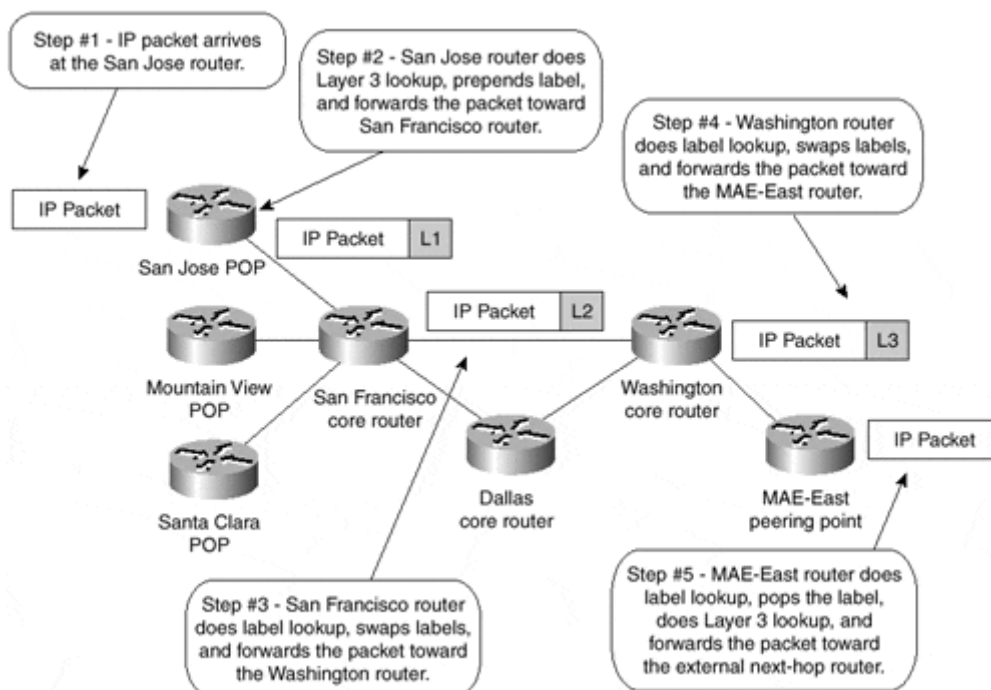 Step #1 - IP packet arrives
at the San Jose router.
Step #2 - San Jose router does
Layer 3 lookup, prepends label,
and forwards the packet toward
San Francisco router.
Step #4 - Washington router
does label lookup, swaps labels,
and forwards the packet toward
the MAE-East router.
IP Packet
San Jose POP
IP Packet L1
IP Packet L2
IP Packet L3
Mountain View
POP
San Francisco
core router
Washington
core router
IP Packet
Santa Clara
POP
Dallas
core router
MAE-East
peering point
Step #3 - San Francisco router
does label lookup, swaps labels,
and forwards the packet toward
the Washington router.
Step #5 - MAE-East router does
label lookup, pops the label,
does Layer 3 lookup, and
forwards the packet toward
the external next-hop router.